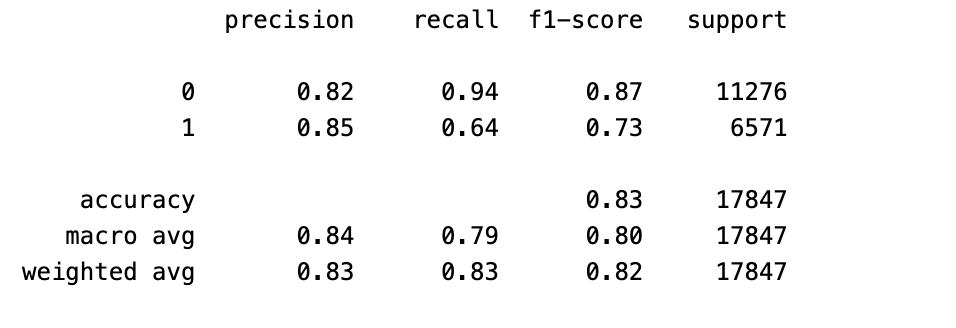 precision recall f1-score support
0 0.82 0.94 0.87 11276
1 0.85 0.64 0.73 6571
accuracy 0.83 17847
macro avg 0.84 0.79 0.80 17847
weighted avg 0.83 0.83 0.82 17847